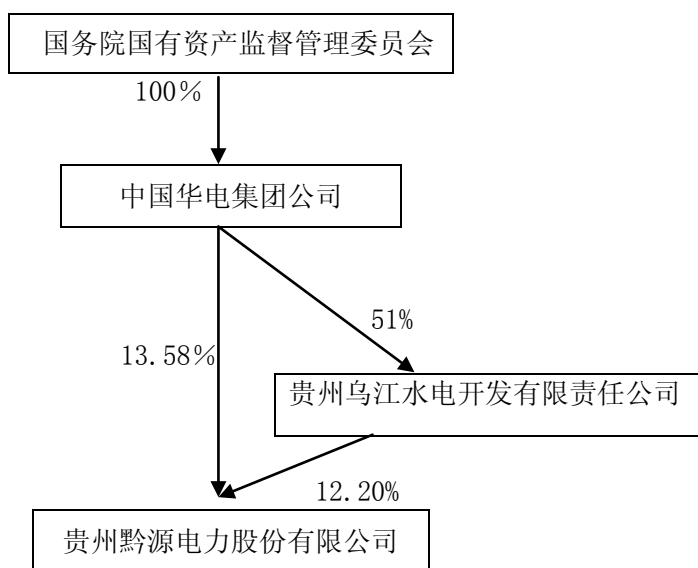 国务院国有资产监督管理委员会
100％
中国华电集团公司
51%
13.58％
贵州乌江水电开发有限责任公司
12.20%
贵州黔源电力股份有限公司